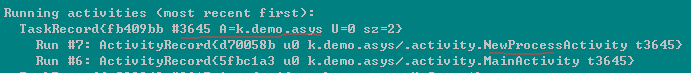 Running activities (most recent first):
TaskRecord{fb409bb #3645 A=k.demo.asys U=0 sz=2}
Run #7: ActivityRecord{d70058b u0 k.demo.asys/.activity.NewProcessActivity t3645}
Run #6: ActivityRecord{5fbc1a3 u0 k.demo.asys/.activity.MainActivity t3645}